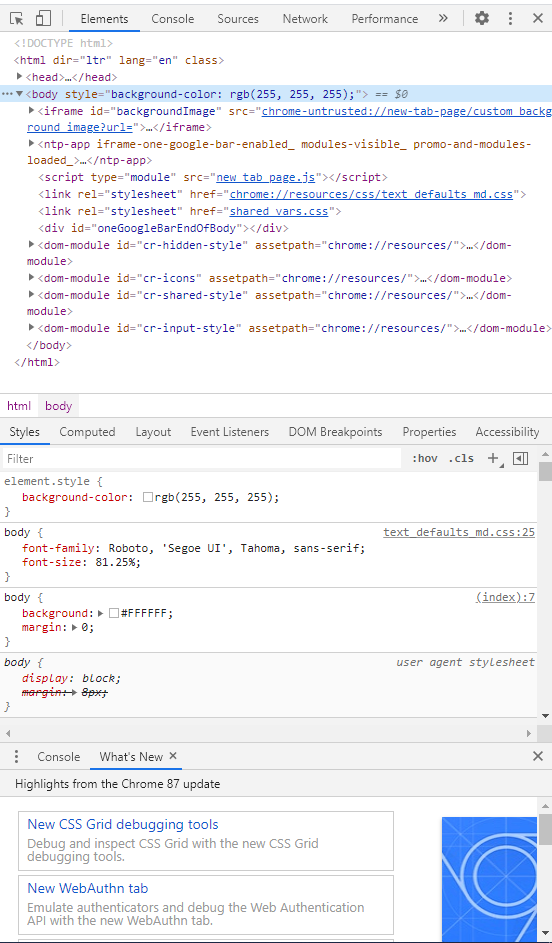 Elements Console Sources Network Performance »
<!DOCTYPE html>
<html dir="ltr" lang="en" class>
<head>…</head>
<body style="background-color: rgb(255, 255, 255);"> == $0
<iframe id="backgroundImage" src="chrome-untrusted://new-tab-page/custom_backg
round_image?url=">…</iframe>
<ntp-app iframe-one-google-bar-enabled_ modules-visible_ promo-and-modules-
loaded_>…</ntp-app>
<script type="module" src="new_tab_page.js"></script>
<link rel="stylesheet" href="chrome://resources/css/text_defaults_md.css">
<link rel="stylesheet" href="shared_vars.css">
<div id="oneGoogleBarEndOfBody"></div>
<dom-module id="cr-hidden-style" assetpath="chrome://resources/">…</dom-
module>
<dom-module id="cr-icons" assetpath="chrome://resources/">…</dom-module>
<dom-module id="cr-shared-style" assetpath="chrome://resources/">…</dom-
module>
<dom-module id="cr-input-style" assetpath="chrome://resources/">…</dom-module>
</body>
</html>
html body
Styles Computed Layout Event Listeners DOM Breakpoints Properties Accessibility
Filter :hov .cls +
element.style {
background-color: rgb(255, 255, 255);
}
body { text_defaults_md.css:25
font-family: Roboto, 'Segoe UI', Tahoma, sans-serif;
font-size: 81.25%;
}
body { (index):7
background: #FFFFFF;
margin: 0;
}
body { user agent stylesheet
display: block;
margin: 8px;
}
Console What's New ×
Highlights from the Chrome 87 update
New CSS Grid debugging tools
Debug and inspect CSS Grid with the new CSS Grid
debugging tools.
New WebAuthn tab
Emulate authenticators and debug the Web Authentication
API with the new WebAuthn tab.